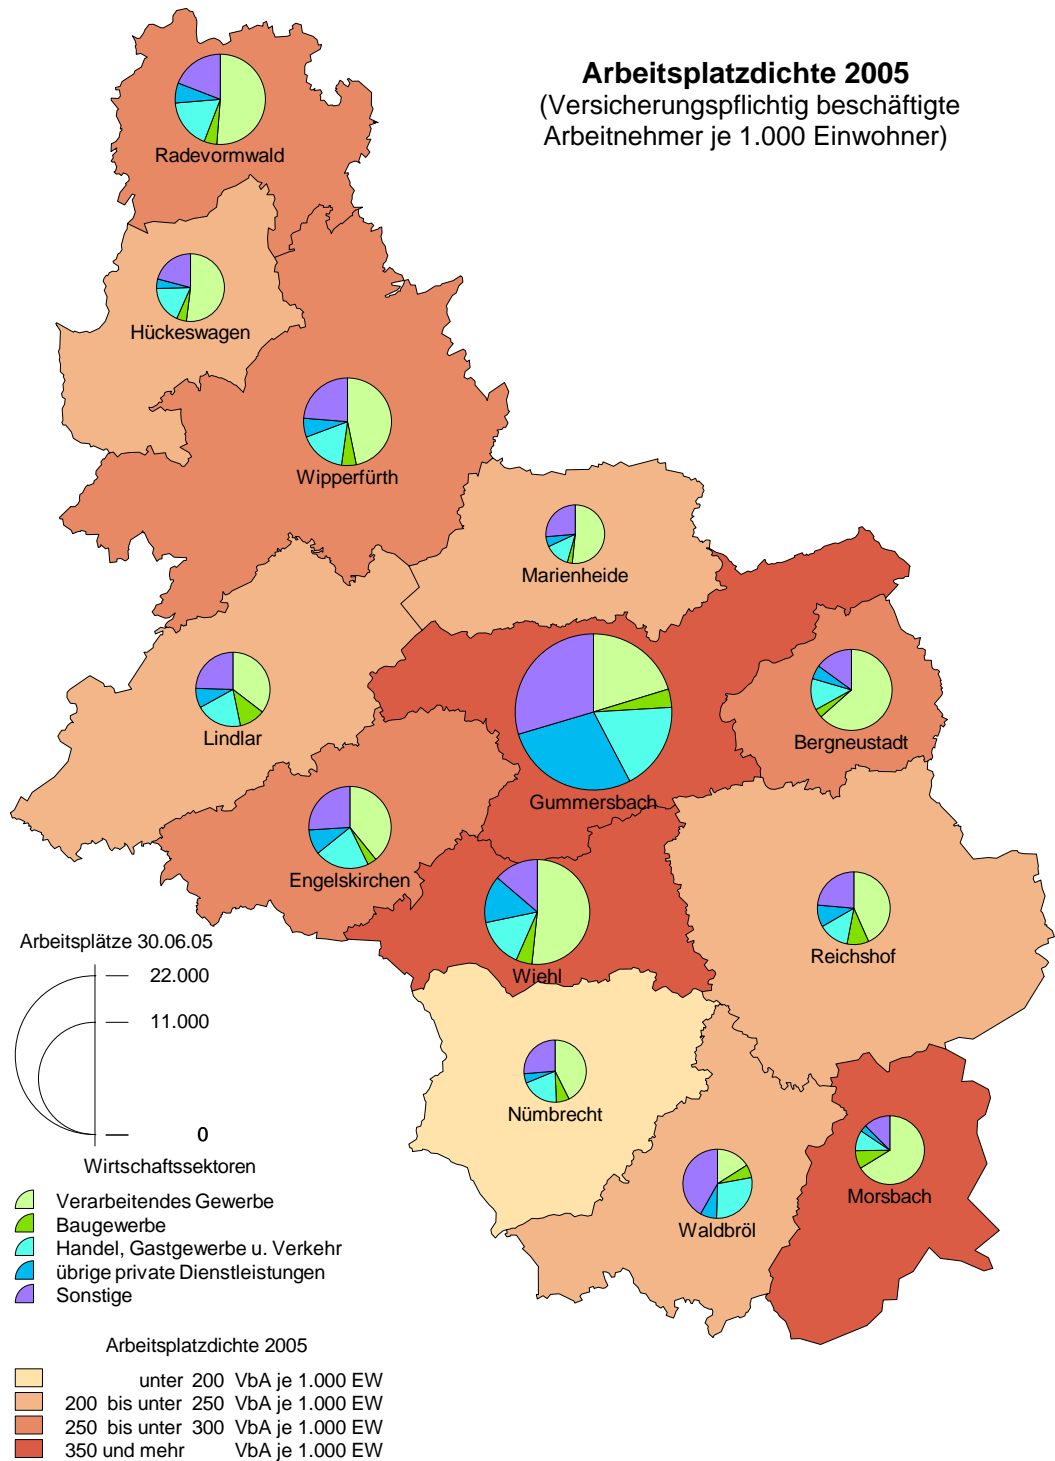 Arbeitsplatzdichte 2005
(Versicherungspflichtig beschäftigte
Arbeitnehmer je 1.000 Einwohner)
Radevormwald
Hückeswagen
Wipperfürth
Marienheide
Lindlar
Bergneustadt
Gummersbach
Engelskirchen
Wiehl
Reichshof
Nümbrecht
Morsbach
Waldbröl
Arbeitsplätze 30.06.05
22.000
11.000
0
Wirtschaftssektoren
Verarbeitendes Gewerbe
Baugewerbe
Handel, Gastgewerbe u. Verkehr
übrige private Dienstleistungen
Sonstige
Arbeitsplatzdichte 2005
unter 200 VbA je 1.000 EW
200 bis unter 250 VbA je 1.000 EW
250 bis unter 300 VbA je 1.000 EW
350 und mehr VbA je 1.000 EW